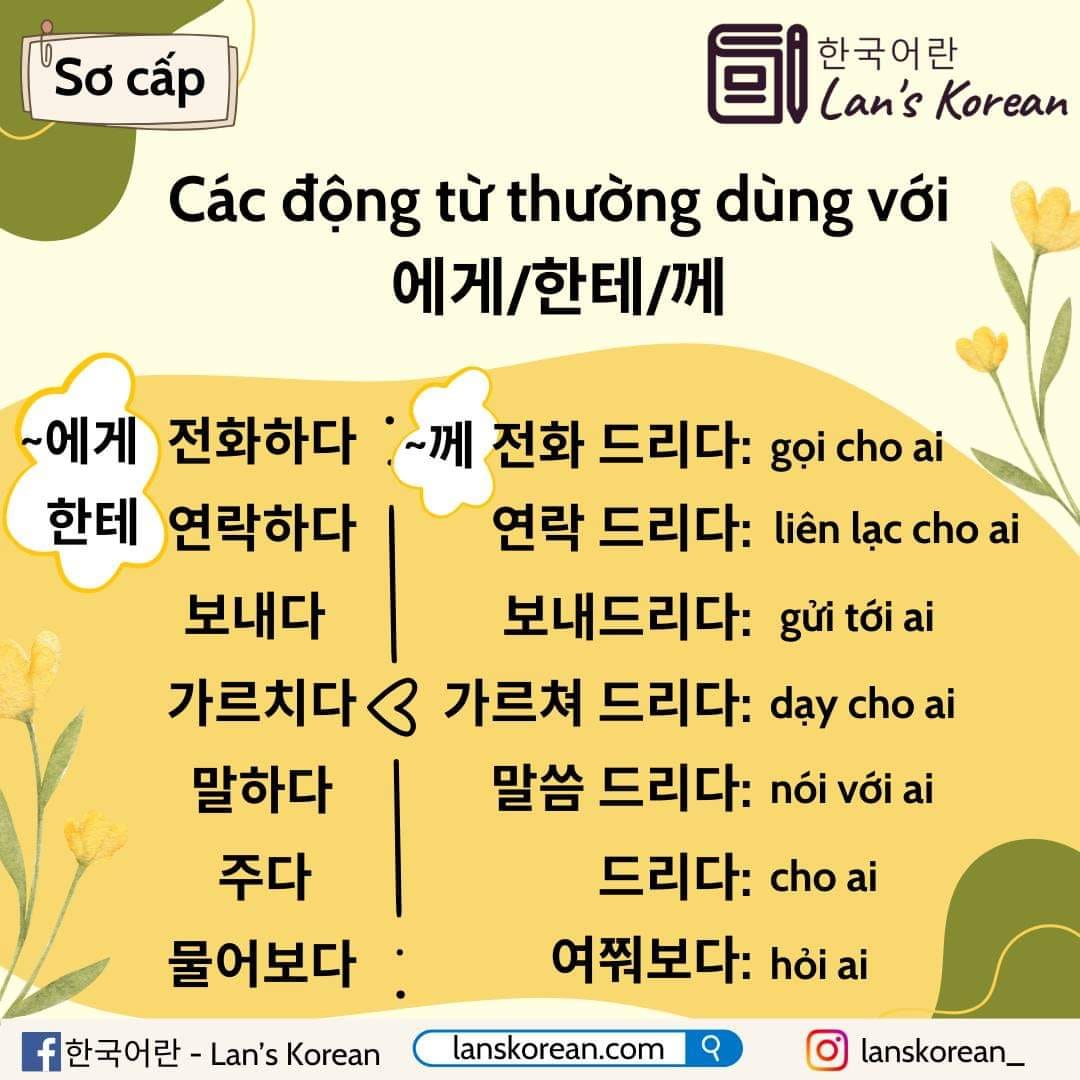 Sơ cấp
한국어란
Lan's Korean
Các động từ thường dùng với
에게/한테/께
~에게 전화하다 : ~께 전화 드리다: gọi cho ai
한테 연락하다 연락 드리다: liên lạc cho ai
보내다 보내드리다: gửi tới ai
가르치다 가르쳐 드리다: dạy cho ai
말하다 말씀 드리다: nói với ai
주다 드리다: cho ai
물어보다 : 여쭤보다: hỏi ai
한국어란 - Lan's Korean
lanskorean.com
lanskorean_